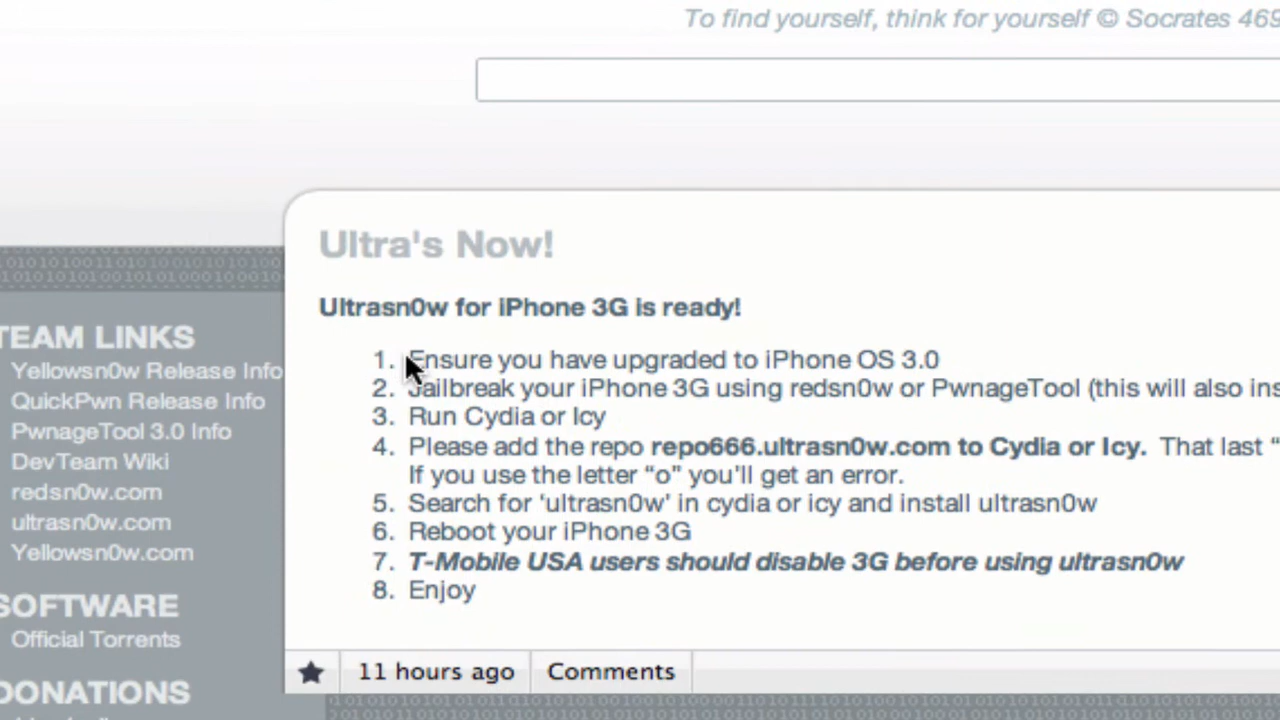 To find yourself, think for yourself © Socrates 469
Ultra's Now!
Ultrasn0w for iPhone 3G is ready!
1. Ensure you have upgraded to iPhone OS 3.0
2. Jailbreak your iPhone 3G using redsn0w or PwnageTool (this will also ins
3. Run Cydia or Icy
4. Please add the repo repo666.ultrasn0w.com to Cydia or Icy. That last “
If you use the letter “o” you'll get an error.
5. Search for 'ultrasn0w' in cydia or icy and install ultrasn0w
6. Reboot your iPhone 3G
7. T-Mobile USA users should disable 3G before using ultrasn0w
8. Enjoy
11 hours ago
Comments
TEAM LINKS
Yellowsn0w Release Info
QuickPwn Release Info
PwnageTool 3.0 Info
DevTeam Wiki
redsn0w.com
ultrasn0w.com
Yellowsn0w.com
SOFTWARE
Official Torrents
DONATIONS